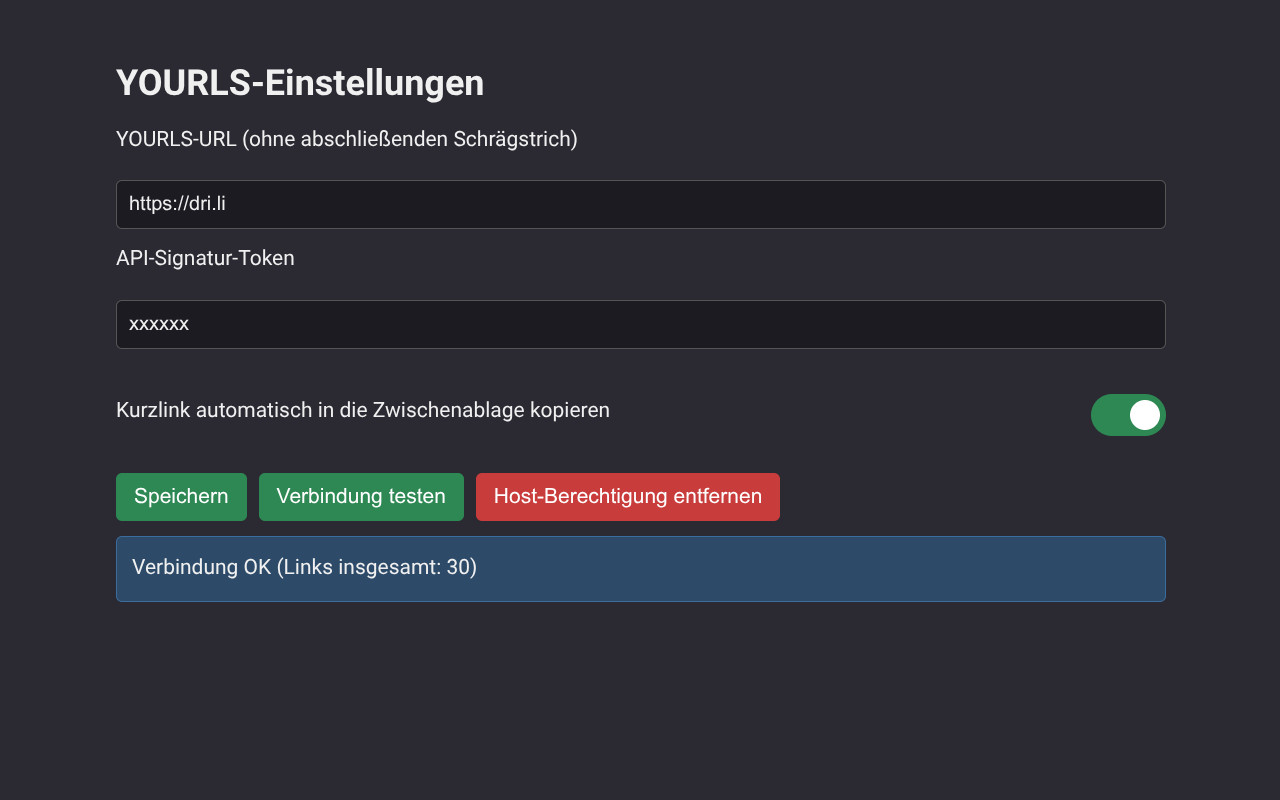 YOURLS-Einstellungen
YOURLS-URL (ohne abschließenden Schrägstrich)
https://dri.li
API-Signatur-Token
xxxxxx
Kurzlink automatisch in die Zwischenablage kopieren
Speichern
Verbindung testen
Host-Berechtigung entfernen
Verbindung OK (Links insgesamt: 30)